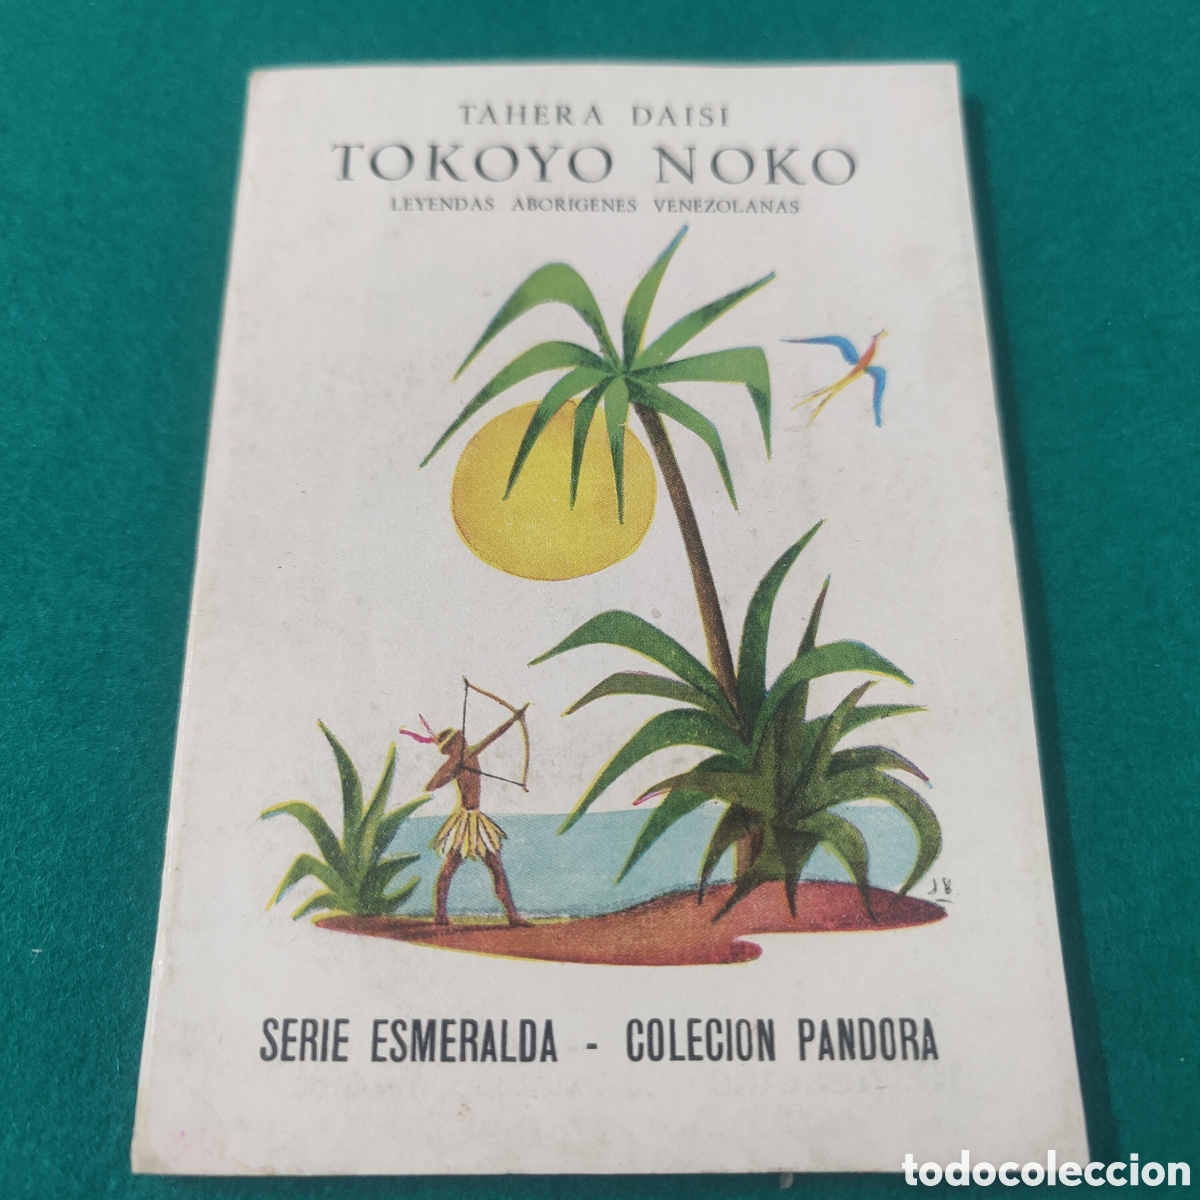 TAHERA DAISI
TOKOYO NOKO
LEYENDAS ABORIGENES VENEZOLANAS
SERIE ESMERALDA - COLECION PANDORA
todocoleccion